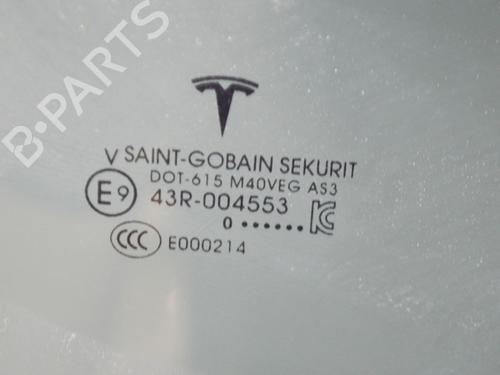 B-PARTS
V SAINT-GOBAIN SEKURIT
DOT-615 M40VEG AS3
E9 43R-004553
0 ......
CCC E000214